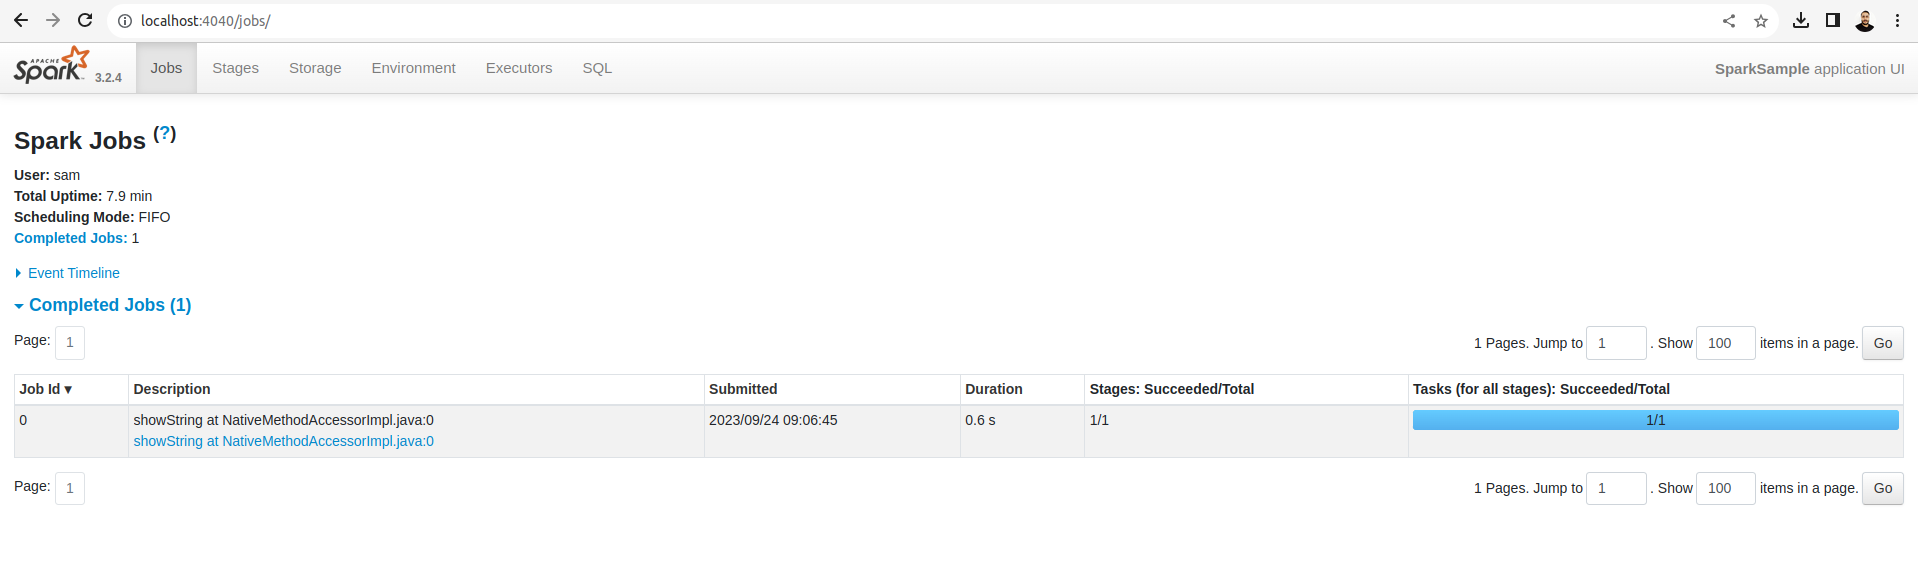 localhost:4040/jobs/
APACHE Spark 3.2.4 Jobs Stages Storage Environment Executors SQL SparkSample application UI
Spark Jobs (?)
User: sam
Total Uptime: 7.9 min
Scheduling Mode: FIFO
Completed Jobs: 1
Event Timeline
Completed Jobs (1)
Page: 1 1 Pages. Jump to 1 . Show 100 items in a page. Go
Job Id ▾ Description Submitted Duration Stages: Succeeded/Total Tasks (for all stages): Succeeded/Total
0 showString at NativeMethodAccessorImpl.java:0 2023/09/24 09:06:45 0.6 s 1/1 1/1
showString at NativeMethodAccessorImpl.java:0
Page: 1 1 Pages. Jump to 1 . Show 100 items in a page. Go